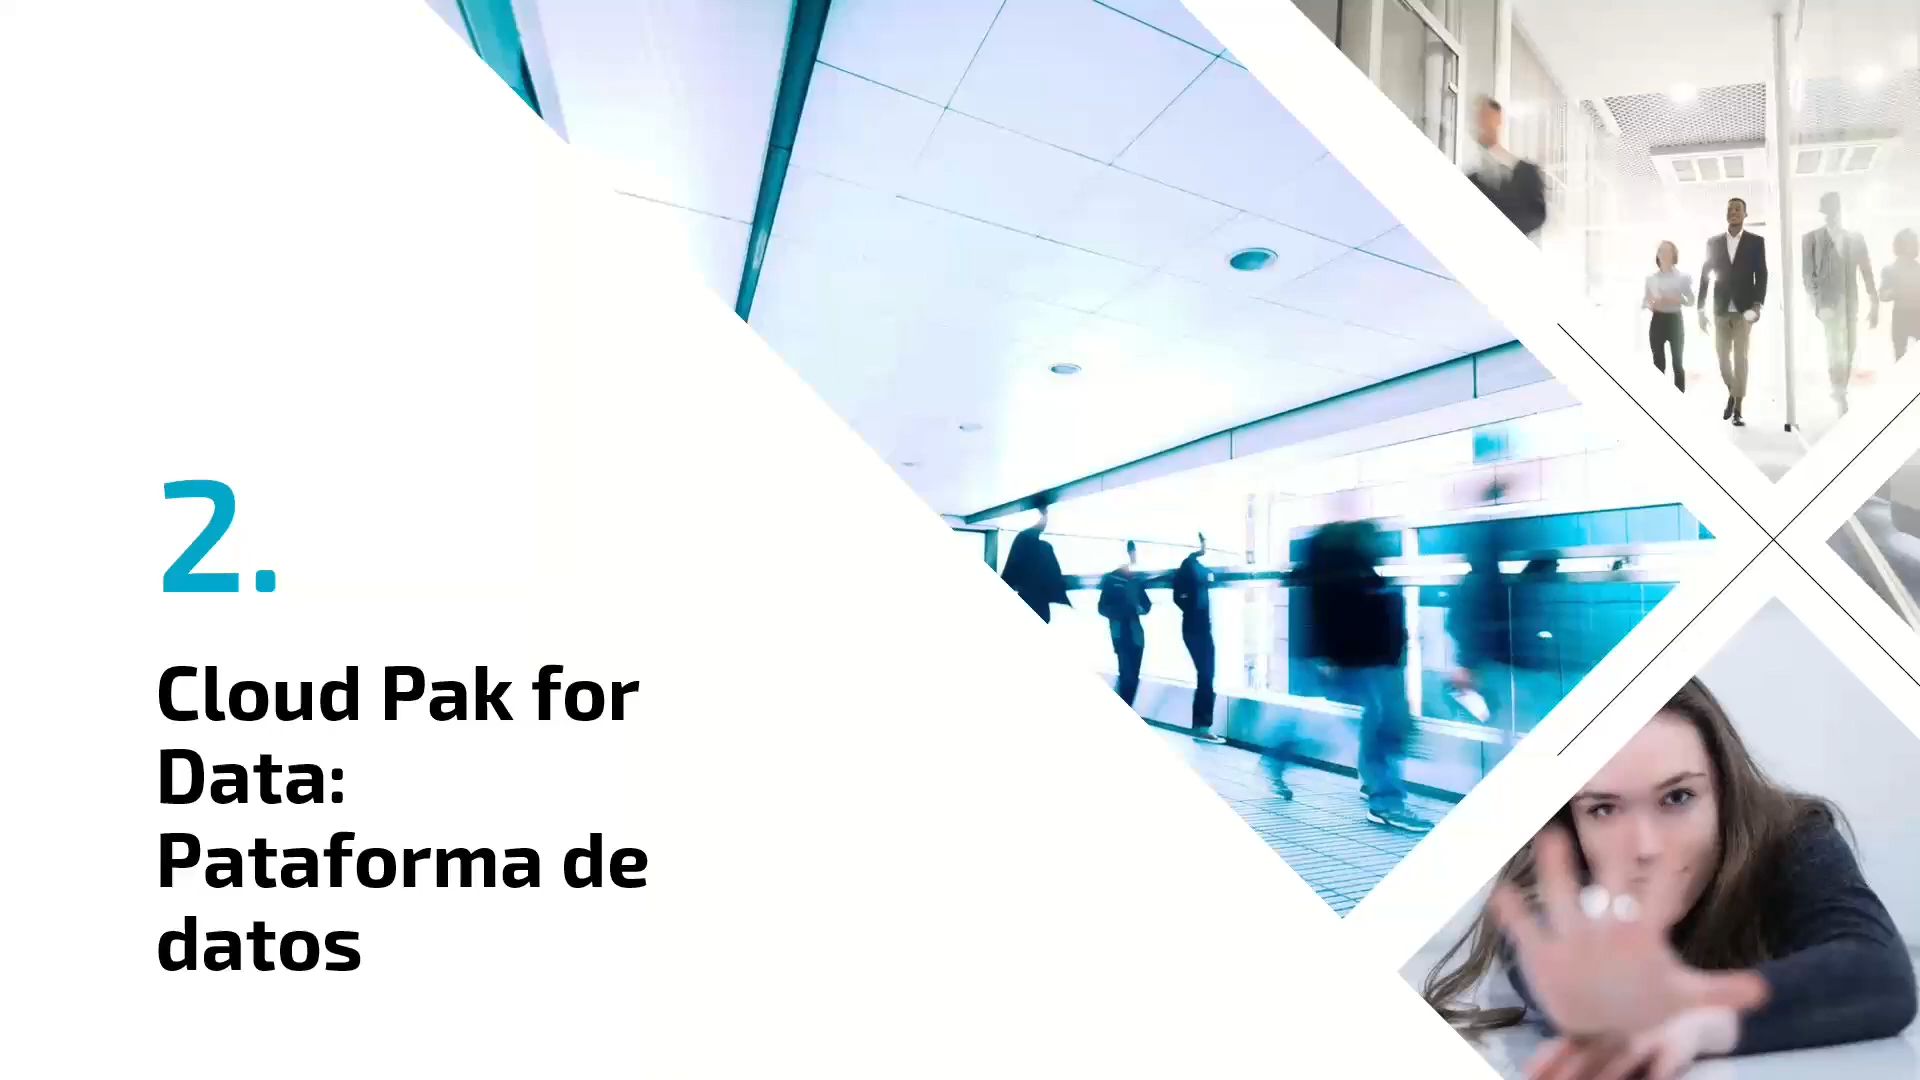 2.
Cloud Pak for
Data:
Pataforma de
datos